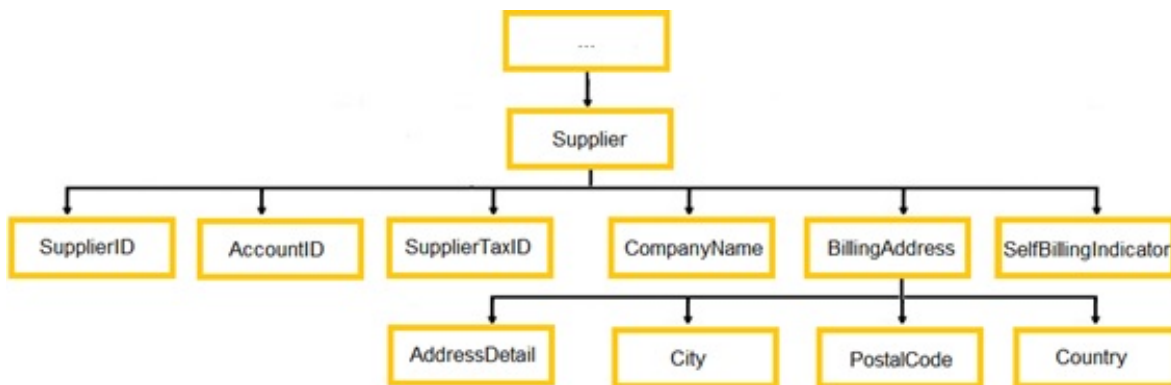 ...
Supplier
SupplierID
AccountID
SupplierTaxID
CompanyName
BillingAddress
SelfBillingIndicator
AddressDetail
City
PostalCode
Country